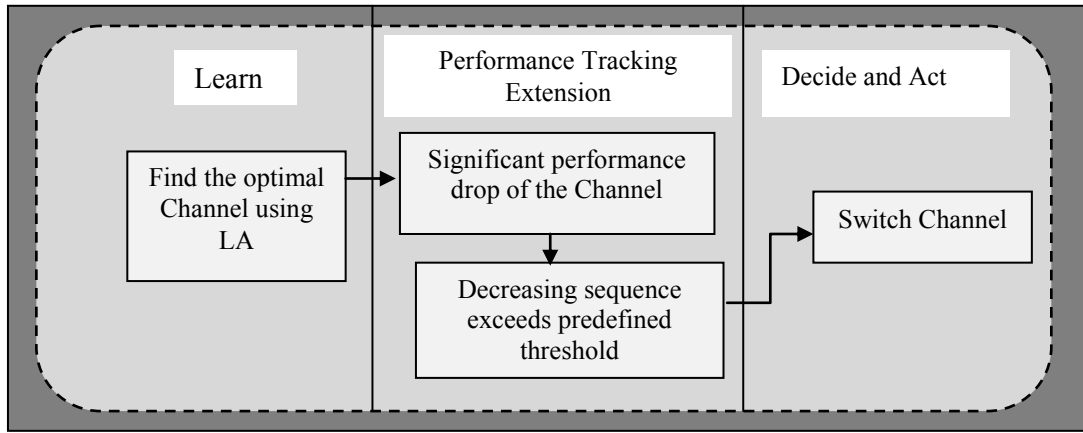 Learn
Performance Tracking
Extension
Decide and Act
Find the optimal
Channel using
LA
Significant performance
drop of the Channel
Decreasing sequence
exceeds predefined
threshold
Switch Channel